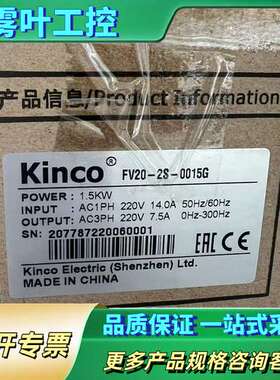 雾叶工控
产品信息/Product Information
Kinco® FV20-2S-0015G
POWER : 1.5KW
INPUT : AC1PH 220V 14.0A 50Hz/60Hz
OUTPUT : AC3PH 220V 7.5A 0Hz-300Hz
SN: 207787220060001
Kinco Electric (Shenzhen) Ltd.
MADE IN CHINA
EAC CE
品质保证 一站式采
开专票
更多产品规格咨询客